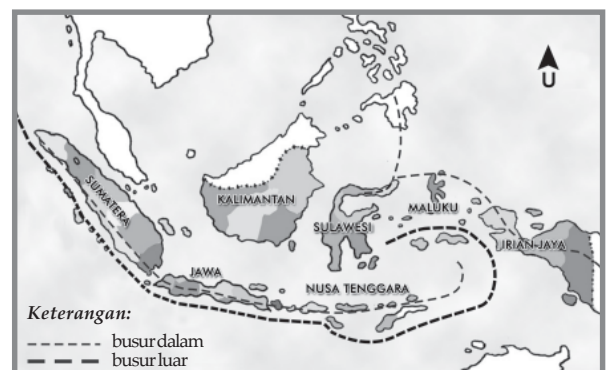 U
KALIMANTAN
SUMATERA
MALUKU
SULAWESI
IRIAN JAYA
JAWA
NUSA TENGGARA
Keterangan:
busur dalam
busur luar